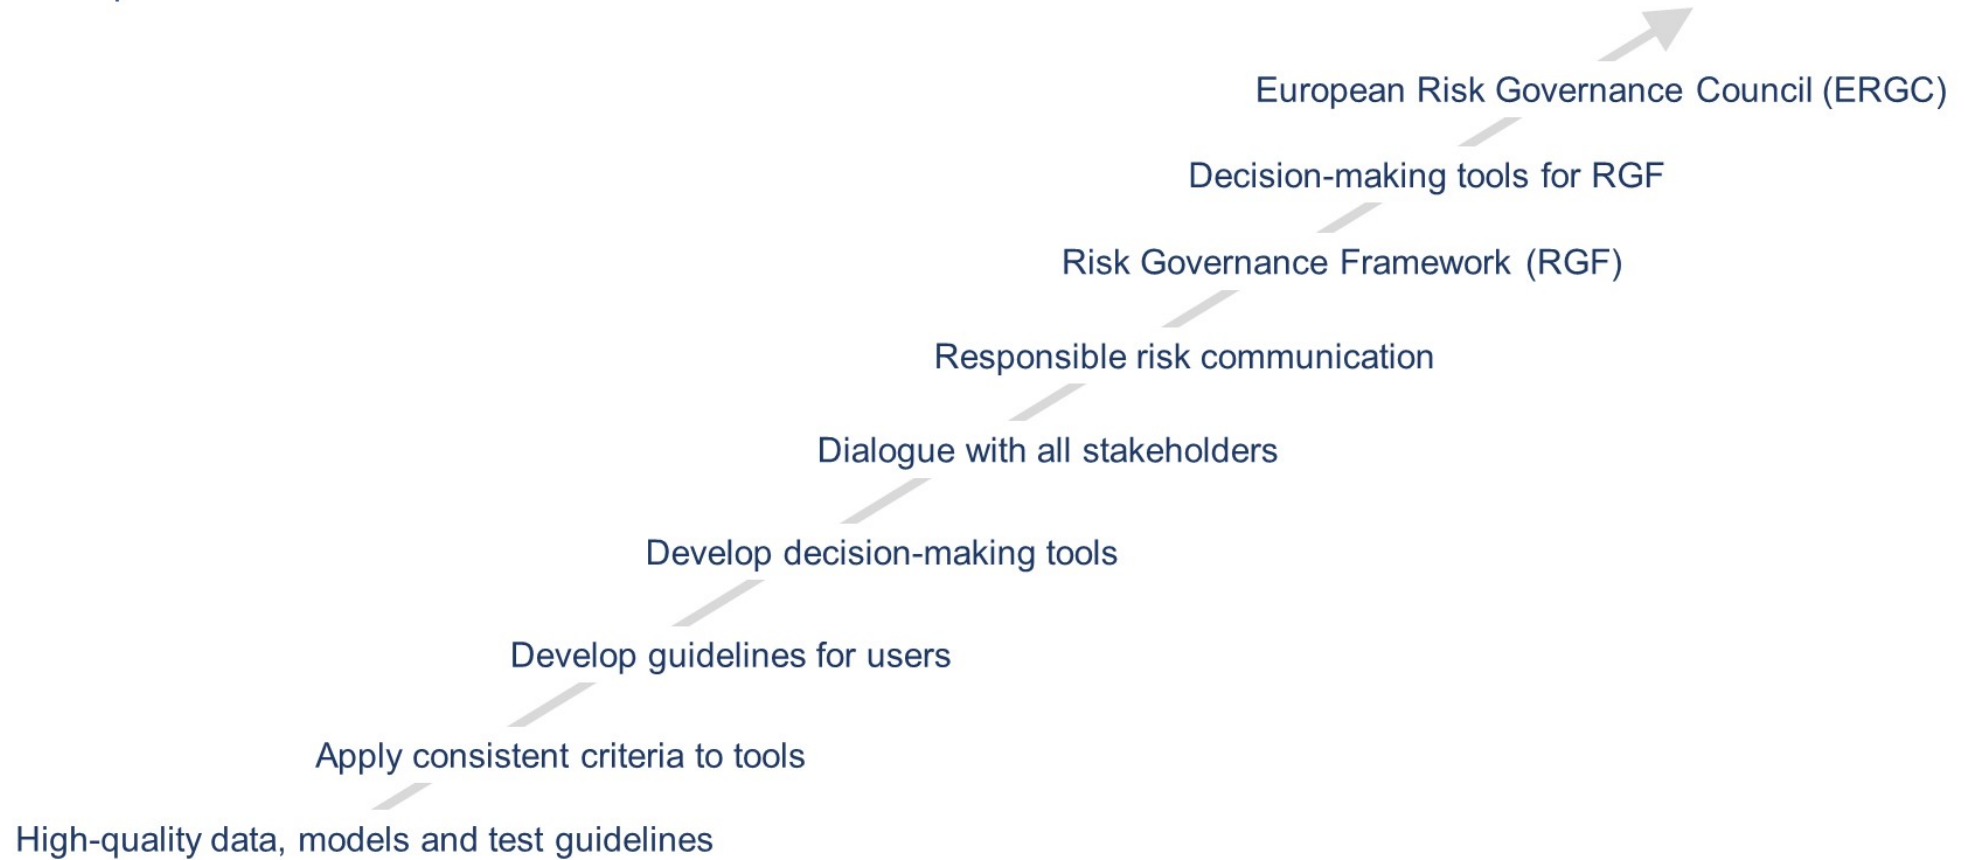 European Risk Governance Council (ERGC)
Decision-making tools for RGF
Risk Governance Framework (RGF)
Responsible risk communication
Dialogue with all stakeholders
Develop decision-making tools
Develop guidelines for users
Apply consistent criteria to tools
High-quality data, models and test guidelines